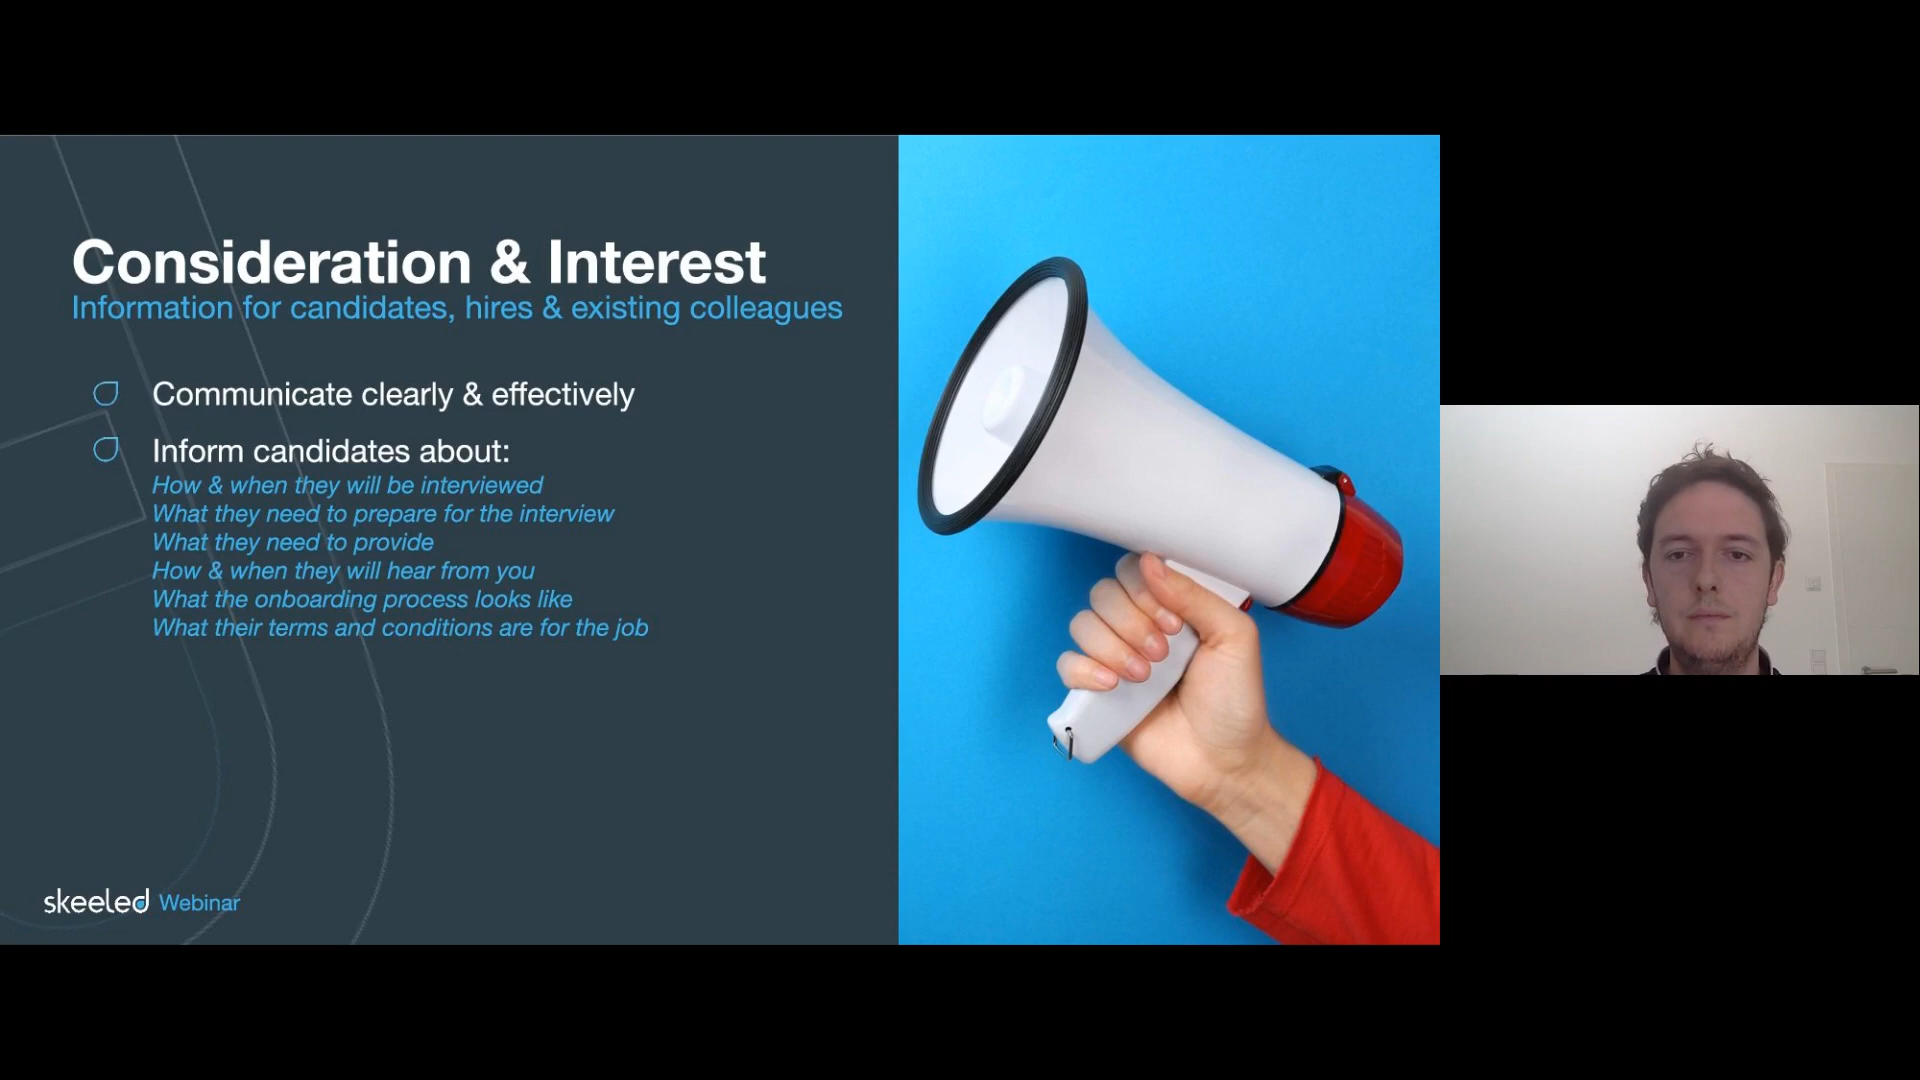 Consideration & Interest
Information for candidates, hires & existing colleagues
Communicate clearly & effectively
Inform candidates about:
How & when they will be interviewed
What they need to prepare for the interview
What they need to provide
How & when they will hear from you
What the onboarding process looks like
What their terms and conditions are for the job
skeeled Webinar